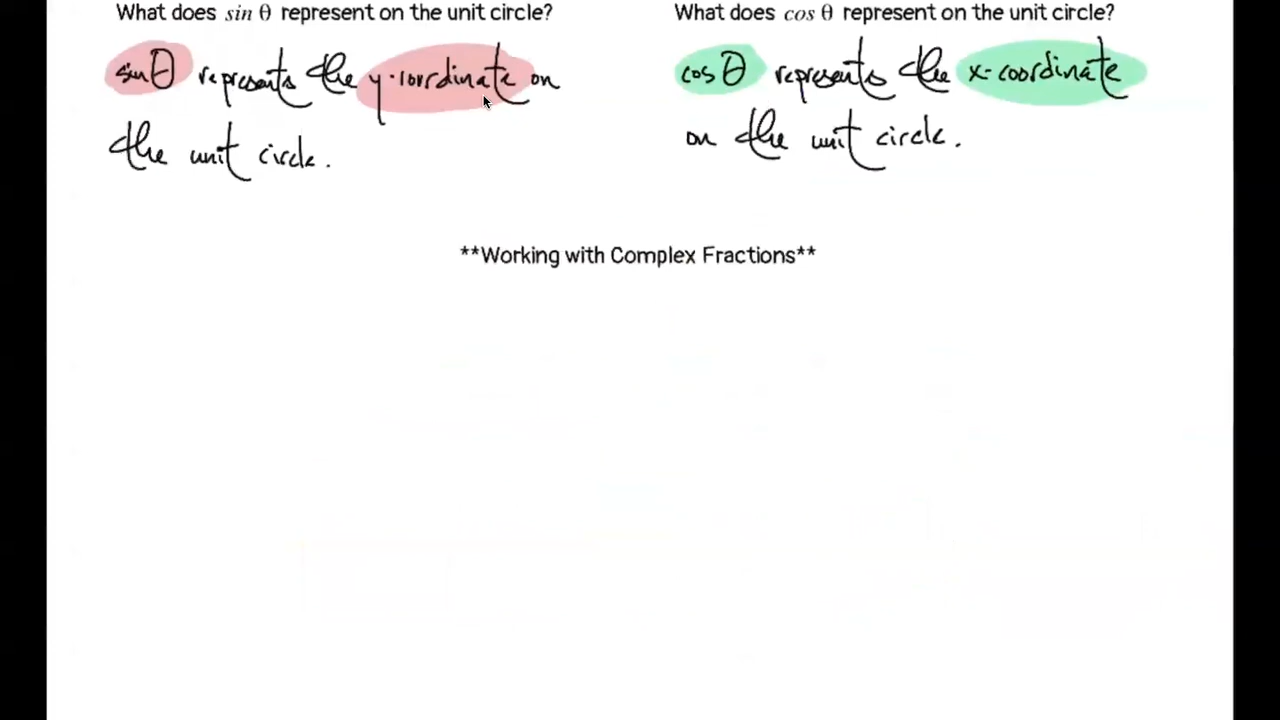 What does sin θ represent on the unit circle?
sin θ represents the y-coordinate on
the unit circle.
What does cos θ represent on the unit circle?
cos θ represents the x-coordinate
on the unit circle.
**Working with Complex Fractions**